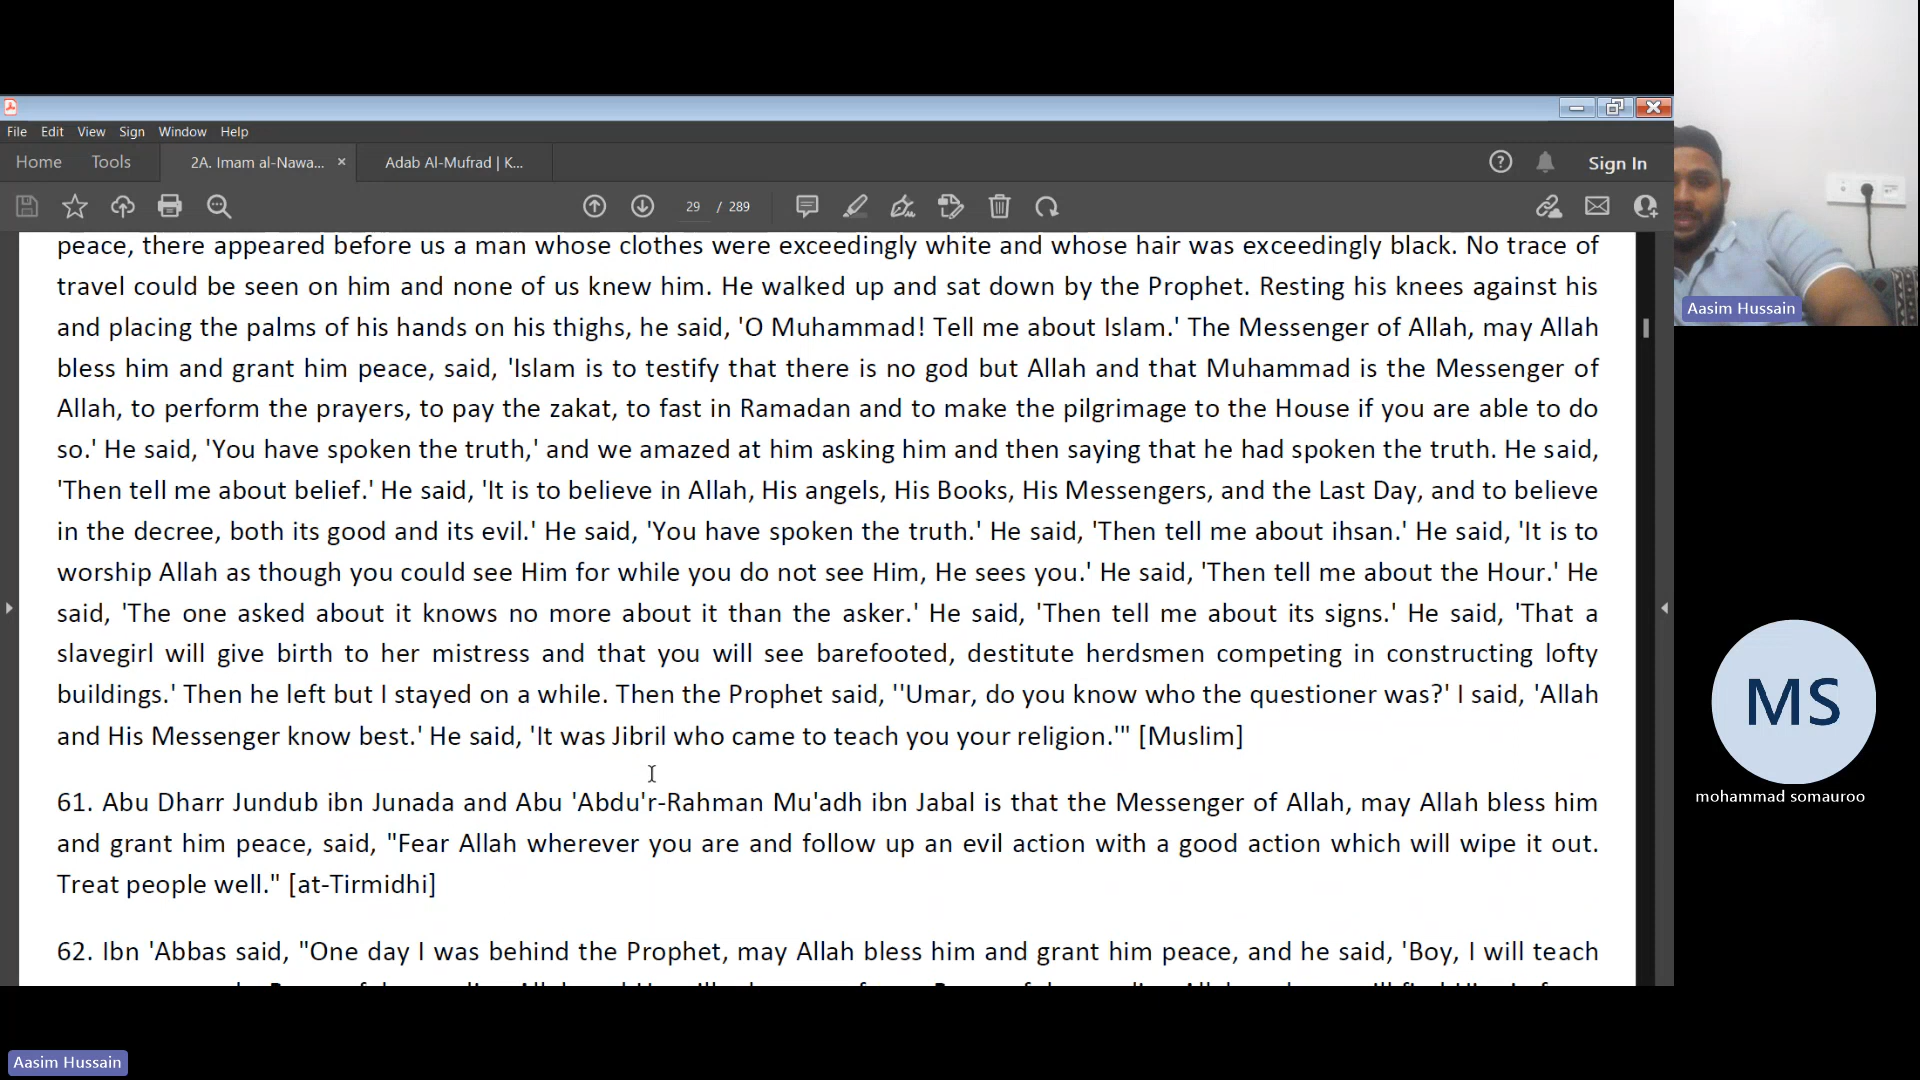 File Edit View Sign Window Help
Home Tools 2A. Imam al-Nawa... × Adab Al-Mufrad | K... Sign In
29 / 289
peace, there appeared before us a man whose clothes were exceedingly white and whose hair was exceedingly black. No trace of
travel could be seen on him and none of us knew him. He walked up and sat down by the Prophet. Resting his knees against his
and placing the palms of his hands on his thighs, he said, 'O Muhammad! Tell me about Islam.' The Messenger of Allah, may Allah
bless him and grant him peace, said, 'Islam is to testify that there is no god but Allah and that Muhammad is the Messenger of
Allah, to perform the prayers, to pay the zakat, to fast in Ramadan and to make the pilgrimage to the House if you are able to do
so.' He said, 'You have spoken the truth,' and we amazed at him asking him and then saying that he had spoken the truth. He said,
'Then tell me about belief.' He said, 'It is to believe in Allah, His angels, His Books, His Messengers, and the Last Day, and to believe
in the decree, both its good and its evil.' He said, 'You have spoken the truth.' He said, 'Then tell me about ihsan.' He said, 'It is to
worship Allah as though you could see Him for while you do not see Him, He sees you.' He said, 'Then tell me about the Hour.' He
said, 'The one asked about it knows no more about it than the asker.' He said, 'Then tell me about its signs.' He said, 'That a
slavegirl will give birth to her mistress and that you will see barefooted, destitute herdsmen competing in constructing lofty
buildings.' Then he left but I stayed on a while. Then the Prophet said, ''Umar, do you know who the questioner was?' I said, 'Allah
and His Messenger know best.' He said, 'It was Jibril who came to teach you your religion.'" [Muslim]
61. Abu Dharr Jundub ibn Junada and Abu 'Abdu'r-Rahman Mu'adh ibn Jabal is that the Messenger of Allah, may Allah bless him
and grant him peace, said, "Fear Allah wherever you are and follow up an evil action with a good action which will wipe it out.
Treat people well." [at-Tirmidhi]
62. Ibn 'Abbas said, "One day I was behind the Prophet, may Allah bless him and grant him peace, and he said, 'Boy, I will teach
Aasim Hussain
MS
mohammad somauroo
Aasim Hussain